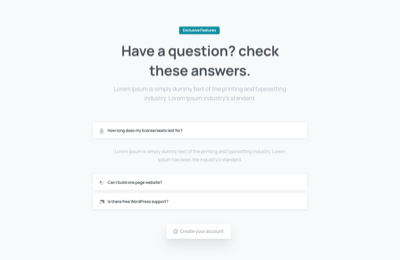 Exclusive Features
Have a question? check
these answers.
Lorem Ipsum is simply dummy text of the printing and typesetting
industry. Lorem Ipsum industry's standard.
How long does my license/seats last for?
Lorem Ipsum is simply dummy text of the printing and typesetting industry. Lorem
Ipsum has been the industry's standard.
Can I build one page website?
Is there free WordPress support?
Create your account